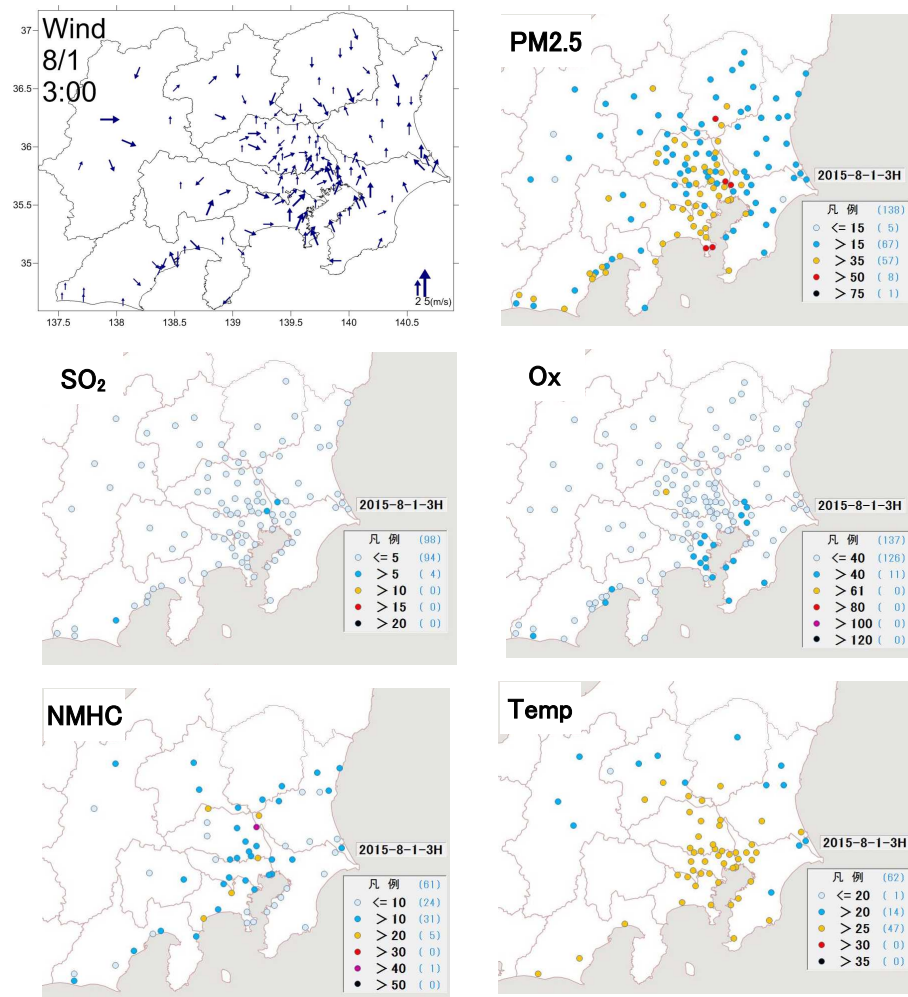 Wind
8/1
3:00
37
36.5
36
35.5
35
137.5 138 138.5 139 139.5 140 140.5
2 5(m/s)
PM2.5
2015-8-1-3H
凡 例 (138)
<= 15 ( 5)
> 15 (67)
> 35 (57)
> 50 ( 8)
> 75 ( 1)
SO₂
2015-8-1-3H
凡 例 (98)
<= 5 (94)
> 5 ( 4)
> 10 ( 0)
> 15 ( 0)
> 20 ( 0)
Ox
2015-8-1-3H
凡 例 (137)
<= 40 (126)
> 40 ( 11)
> 61 ( 0)
> 80 ( 0)
> 100 ( 0)
> 120 ( 0)
NMHC
2015-8-1-3H
凡 例 (61)
<= 10 (24)
> 10 (31)
> 20 ( 5)
> 30 ( 0)
> 40 ( 1)
> 50 ( 0)
Temp
2015-8-1-3H
凡 例 (62)
<= 20 ( 1)
> 20 (14)
> 25 (47)
> 30 ( 0)
> 35 ( 0)